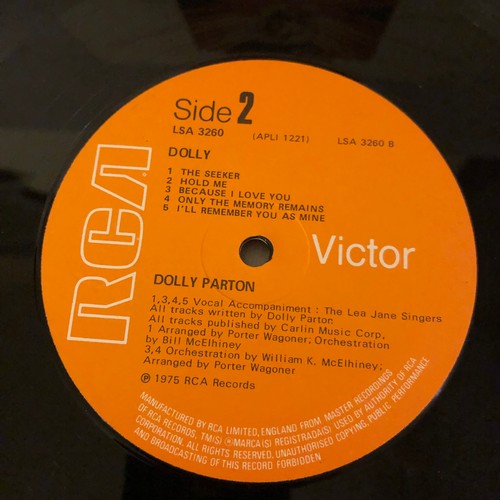 Side 2
LSA 3260 (APLI 1221) LSA 3260 B
DOLLY
1 THE SEEKER
2 HOLD ME
3 BECAUSE I LOVE YOU
4 ONLY THE MEMORY REMAINS
5 I'LL REMEMBER YOU AS MINE
RCA
Victor
DOLLY PARTON
1,3,4,5 Vocal Accompaniment : The Lea Jane Singers
All tracks written by Dolly Parton
All tracks published by Carlin Music Corp,
1 Arranged by Porter Wagoner; Orchestration
by Bill McElhiney
3,4 Orchestration by William K. McElhiney;
Arranged by Porter Wagoner
℗ 1975 RCA Records
MANUFACTURED BY RCA LIMITED, ENGLAND FROM MASTER RECORDINGS
OF RCA RECORDS. TM(S) ® MARCA(S) REGISTRADA(S) USED BY AUTHORITY OF RCA
CORPORATION. ALL RIGHTS RESERVED. UNAUTHORISED COPYING, PUBLIC PERFORMANCE
AND BROADCASTING OF THIS RECORD FORBIDDEN